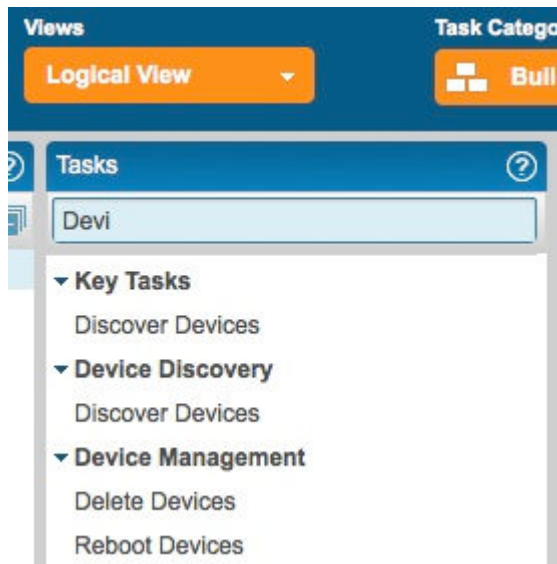 Views
Task Catego
Logical View
Buil
Tasks
Devi
Key Tasks
Discover Devices
Device Discovery
Discover Devices
Device Management
Delete Devices
Reboot Devices